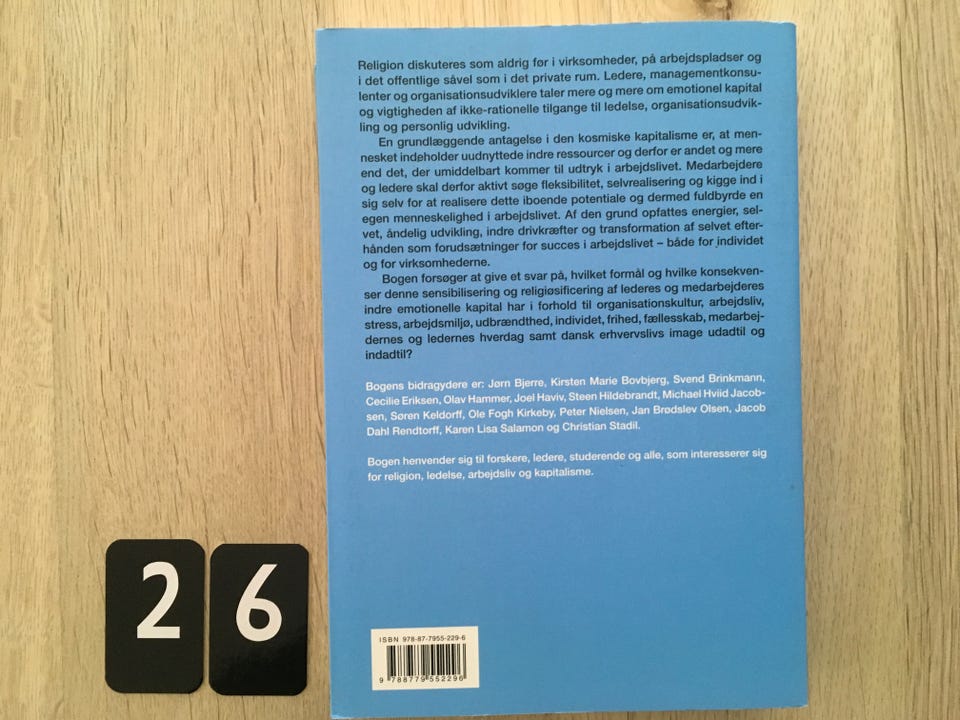 Religion diskuteres som aldrig før i virksomheder, på arbejdspladser og
i det offentlige såvel som i det private rum. Ledere, managementkonsu-
lenter og organisationsudviklere taler mere og mere om emotionel kapital
og vigtigheden af ikke-rationelle tilgange til ledelse, organisationsudvik-
ling og personlig udvikling.
En grundlæggende antagelse i den kosmiske kapitalisme er, at men-
nesket indeholder uudnyttede indre ressourcer og derfor er andet og mere
end det, der umiddelbart kommer til udtryk i arbejdslivet. Medarbejdere
og ledere skal derfor aktivt søge fleksibilitet, selvrealisering og kigge ind i
sig selv for at realisere dette iboende potentiale og dermed fuldbyrde en
egen menneskelighed i arbejdslivet. Af den grund opfattes energier, sel-
vet, åndelig udvikling, indre drivkræfter og transformation af selvet efter-
hånden som forudsætninger for succes i arbejdslivet – både for individet
og for virksomhederne.
Bogen forsøger at give et svar på, hvilket formål og hvilke konsekven-
ser denne sensibilisering og religiøsificering af lederes og medarbejderes
indre emotionelle kapital har i forhold til organisationskultur, arbejdsliv,
stress, arbejdsmiljø, udbrændthed, individet, frihed, fællesskab, medarbej-
dernes og ledernes hverdag samt dansk erhvervslivs image udadtil og
indadtil?
Bogens bidragydere er: Jørn Bjerre, Kirsten Marie Bovbjerg, Svend Brinkmann,
Cecilie Eriksen, Olav Hammer, Joel Haviv, Steen Hildebrandt, Michael Hviid Jacob-
sen, Søren Keldorff, Ole Fogh Kirkeby, Peter Nielsen, Jan Brødslev Olsen, Jacob
Dahl Rendtorff, Karen Lisa Salamon og Christian Stadil.
Bogen henvender sig til forskere, ledere, studerende og alle, som interesserer sig
for religion, ledelse, arbejdsliv og kapitalisme.
26
ISBN 978-87-7955-229-6
9 788779 552296